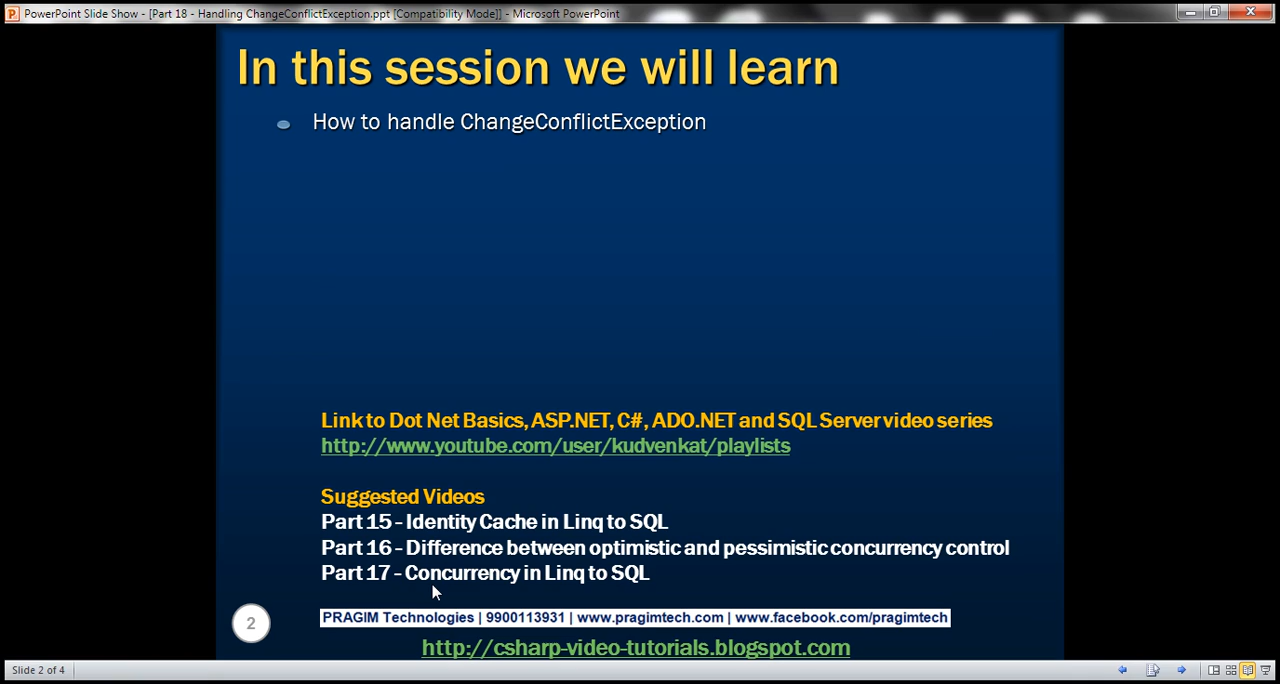 PowerPoint Slide Show - [Part 18 - Handling ChangeConflictException.ppt [Compatibility Mode]] - Microsoft PowerPoint
In this session we will learn
How to handle ChangeConflictException
Link to Dot Net Basics, ASP.NET, C#, ADO.NET and SQL Server video series
http://www.youtube.com/user/kudvenkat/playlists
Suggested Videos
Part 15 - Identity Cache in Linq to SQL
Part 16 - Difference between optimistic and pessimistic concurrency control
Part 17 - Concurrency in Linq to SQL
2
PRAGIM Technologies | 9900113931 | www.pragimtech.com | www.facebook.com/pragimtech
http://csharp-video-tutorials.blogspot.com
Slide 2 of 4